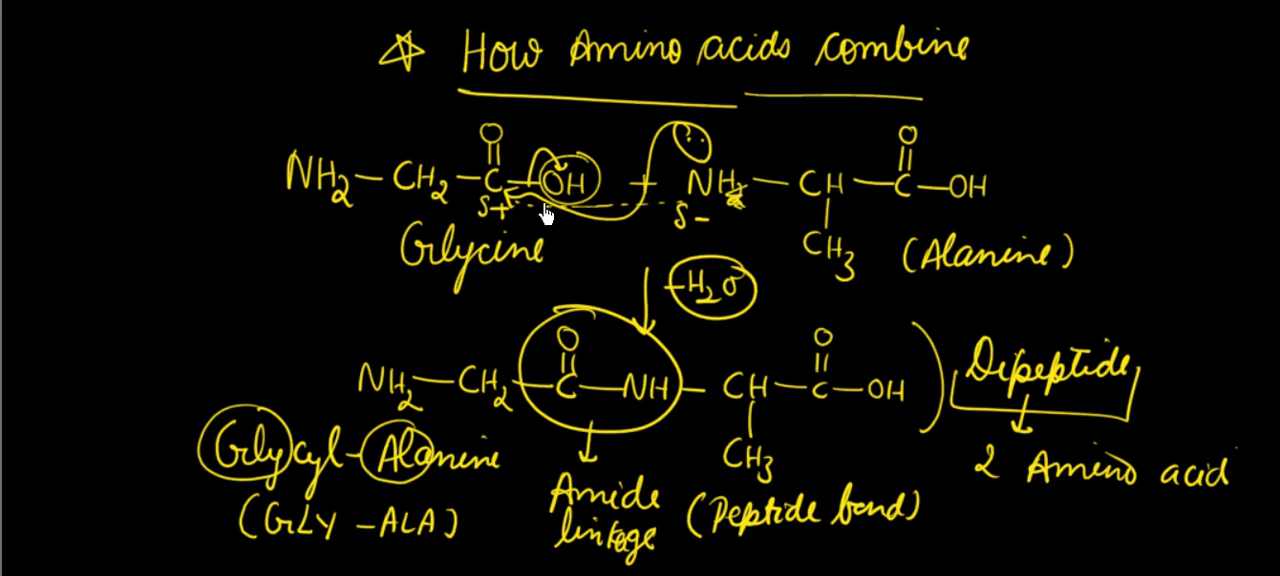 ☆ How Amino acids combine
O O
NH2 — CH2 — C — OH + NH2 — CH — C — OH
δ+ δ-
CH3
Glycine (Alanine)
-H2O
O O
NH2 — CH2 — C — NH — CH — C — OH
Dipeptide
CH3
Glycyl-Alanine
2 Amino acid
(GLY - ALA)
Amide linkage (Peptide bond)